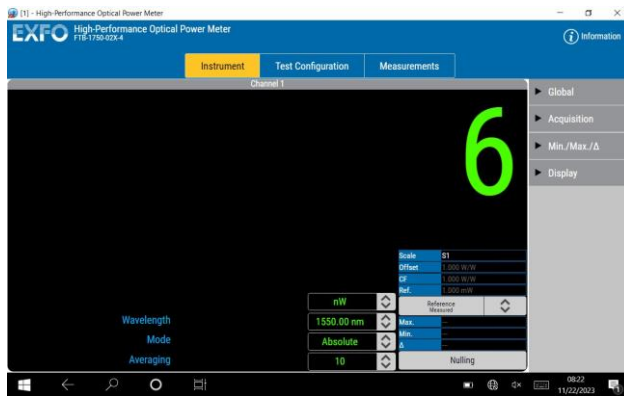 [1] - High-Performance Optical Power Meter
EXFO
High-Performance Optical Power Meter
FTB-1750-02X-4
Information
Instrument
Test Configuration
Measurements
Channel 1
Global
Acquisition
Min./Max./Δ
Display
6
Scale S1
Offset 1.000 W/W
CF 1.000 W/W
Ref. 1.000 mW
nW
Reference
Measured
Wavelength 1550.00 nm
Max. --
Mode Absolute
Min. --
Δ --
Averaging 10
Nulling
08:22
11/22/2023